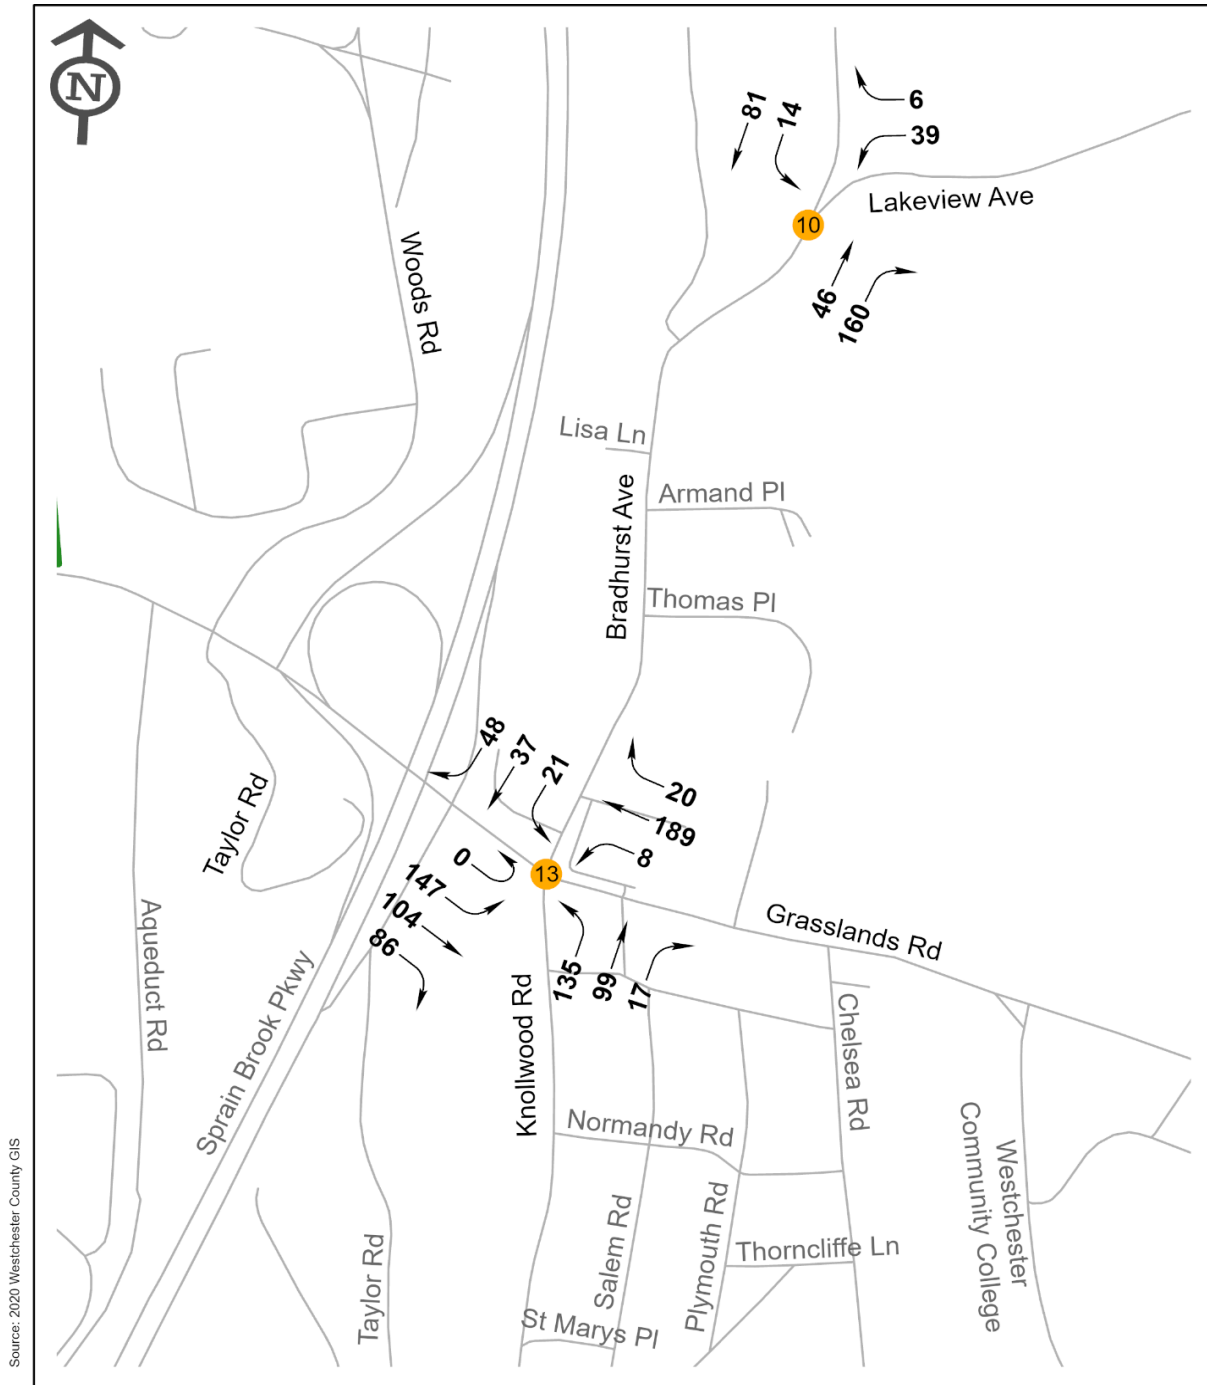 N
81
14
6
39
Lakeview Ave
10
46
160
Woods Rd
Lisa Ln
Armand Pl
Bradhurst Ave
Thomas Pl
48
37
21
20
189
8
0
147
104
86
13
135
99
17
Taylor Rd
Aqueduct Rd
Sprain Brook Pkwy
Grasslands Rd
Knollwood Rd
Chelsea Rd
Normandy Rd
Westchester
Community College
Salem Rd
Plymouth Rd
Thorncliffe Ln
Taylor Rd
St Marys Pl
Source: 2020 Westchester County GIS